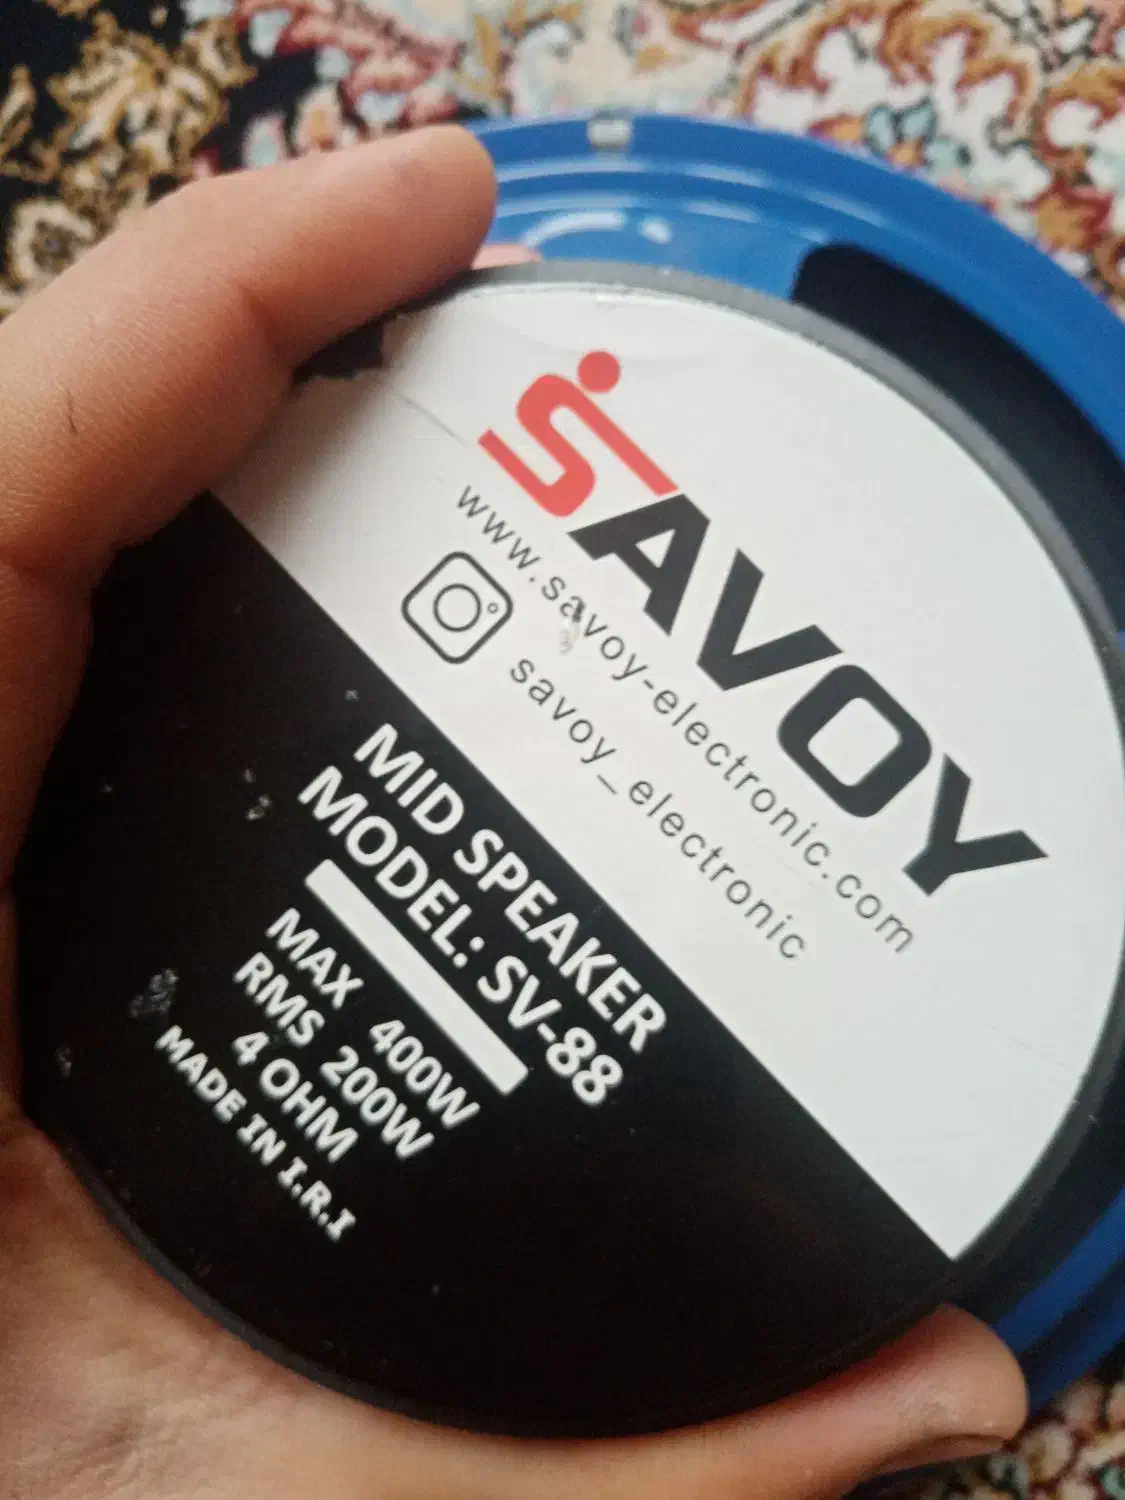 SAVOY
www.savoy-electronic.com
savoy_electronic
MID SPEAKER
MODEL: SV-88
MAX 400W
RMS 200W
4 OHM
MADE IN I.R.I